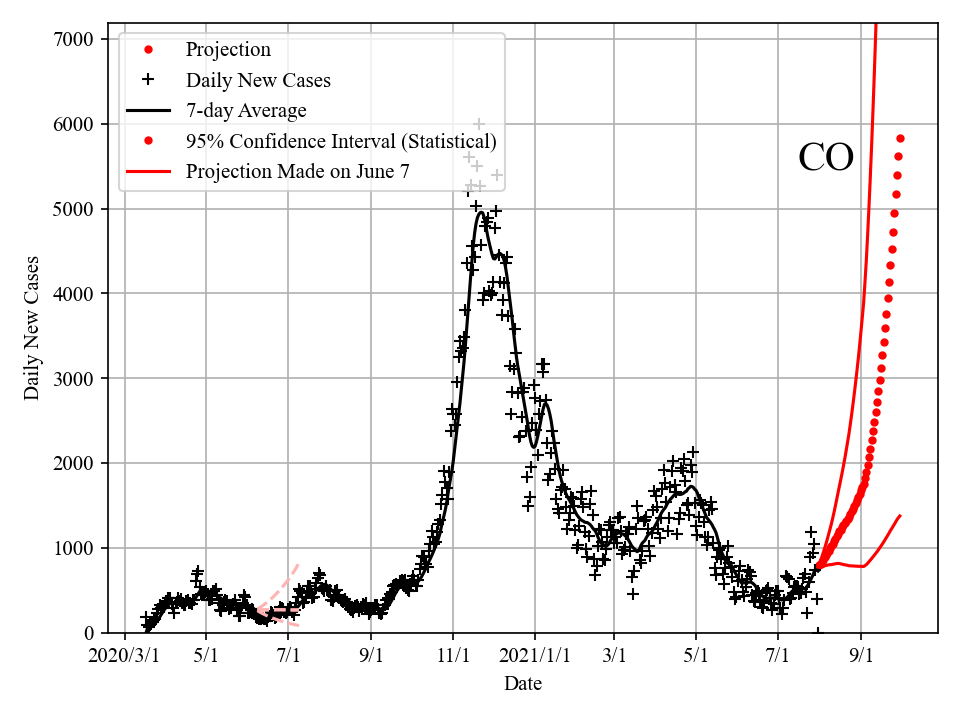 7000
6000
5000
4000
3000
2000
1000
0
Daily New Cases
Projection
Daily New Cases
7-day Average
95% Confidence Interval (Statistical)
Projection Made on June 7
CO
2020/3/1 5/1 7/1 9/1 11/1 2021/1/1 3/1 5/1 7/1 9/1
Date